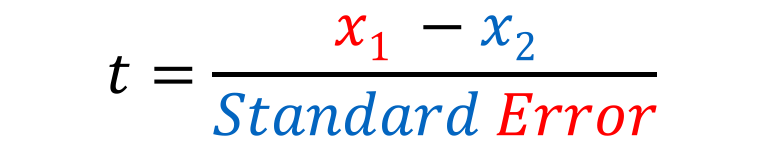 t = x₁ − x₂
Standard Error